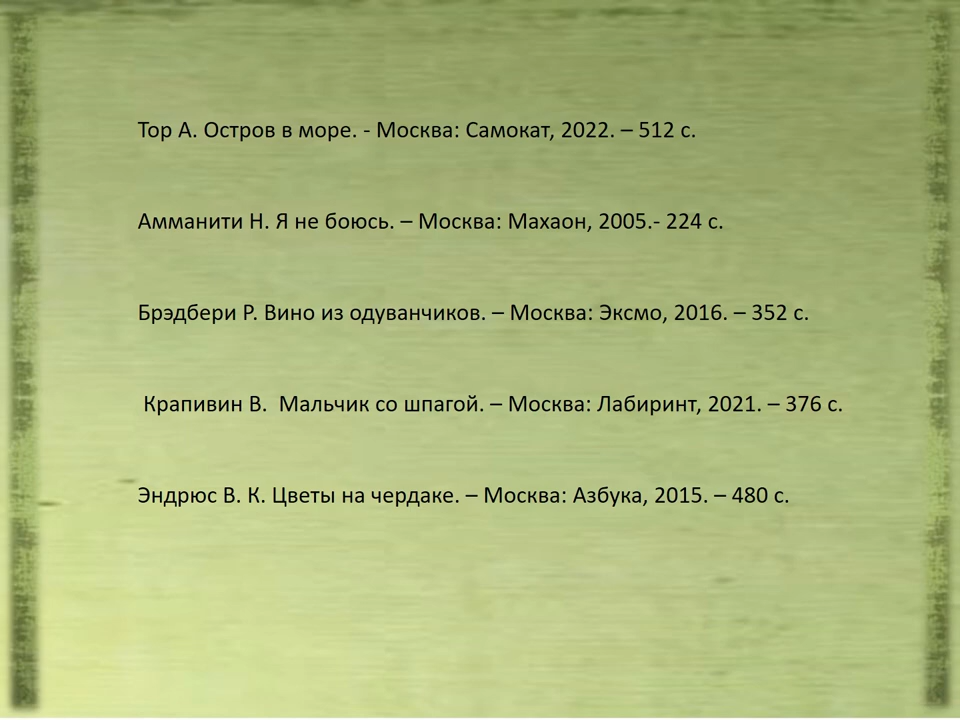 Тор А. Остров в море. - Москва: Самокат, 2022. – 512 с.
Амманити Н. Я не боюсь. – Москва: Махаон, 2005.- 224 с.
Брэдбери Р. Вино из одуванчиков. – Москва: Эксмо, 2016. – 352 с.
Крапивин В.  Мальчик со шпагой. – Москва: Лабиринт, 2021. – 376 с.
Эндрюс В. К. Цветы на чердаке. – Москва: Азбука, 2015. – 480 с.